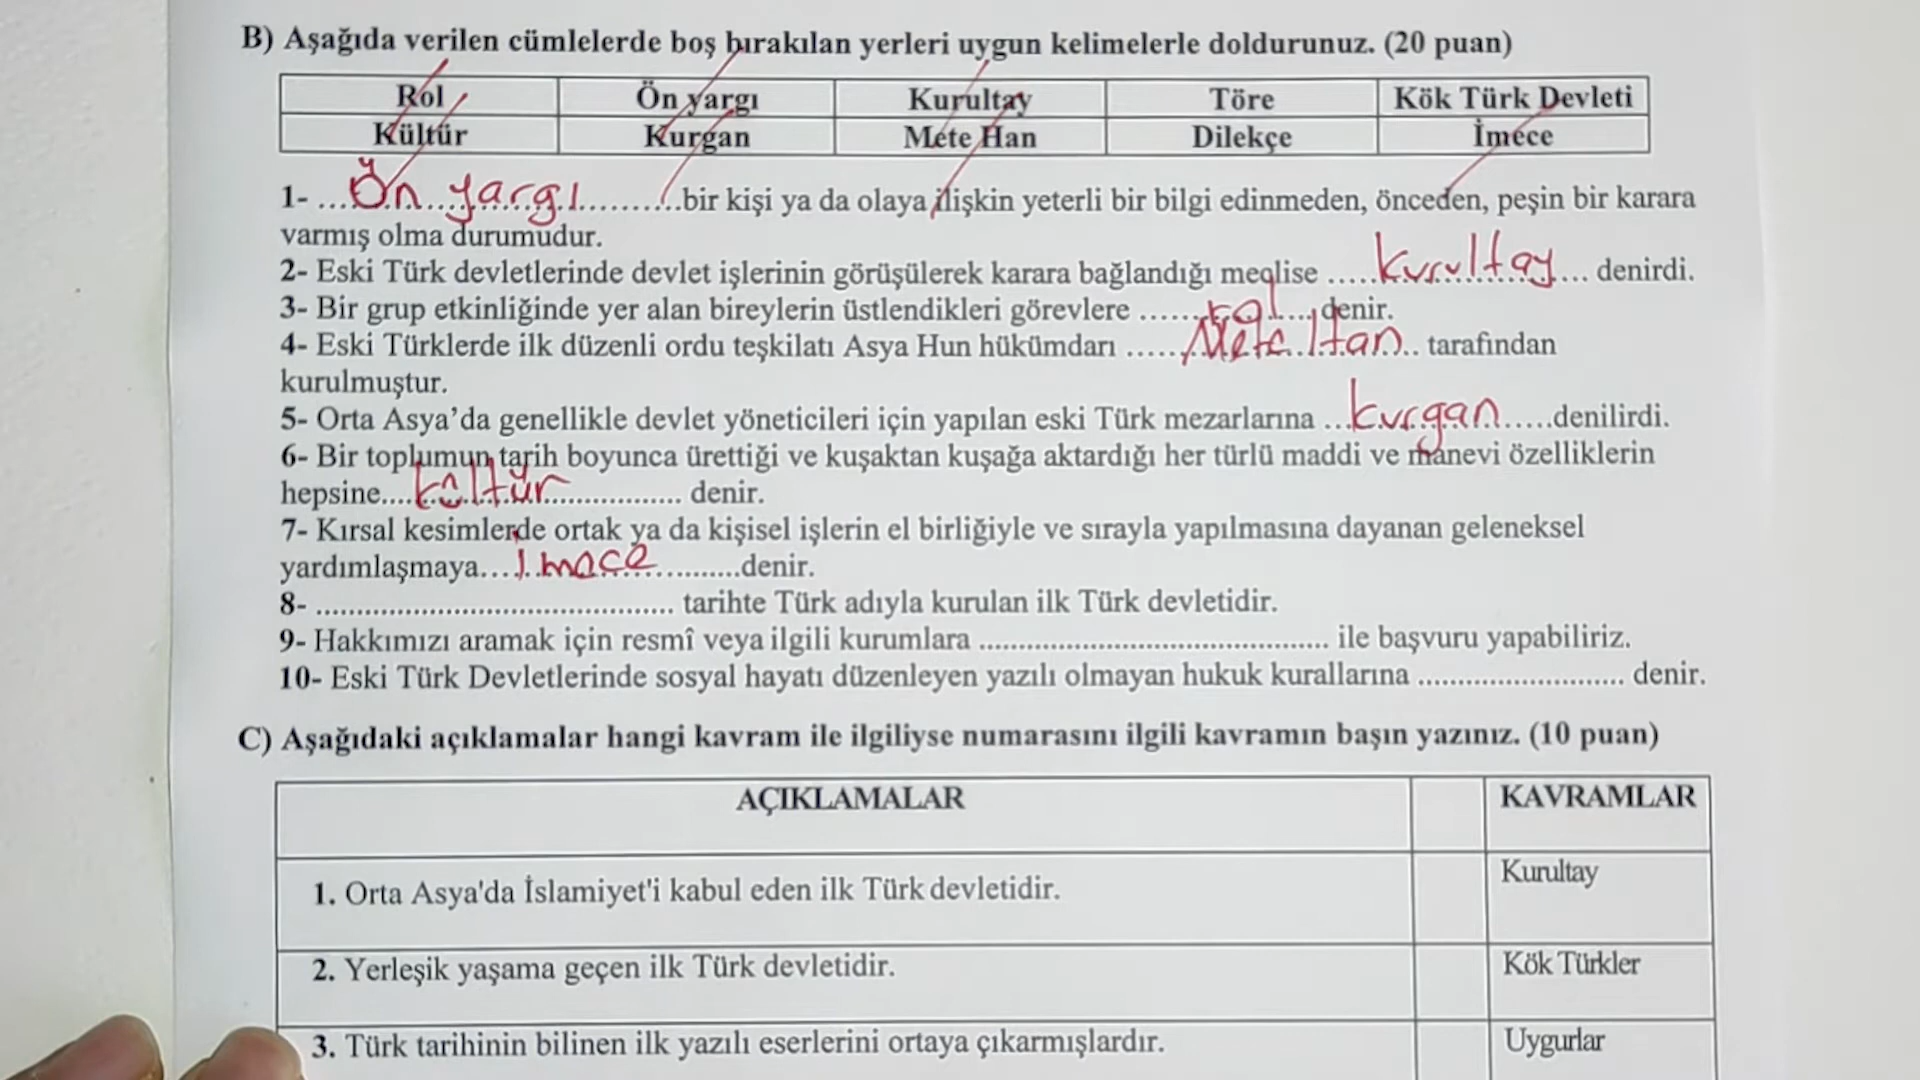 B) Aşağıda verilen cümlelerde boş bırakılan yerleri uygun kelimelerle doldurunuz. (20 puan)
Rol Ön yargı Kurultay Töre Kök Türk Devleti
Kültür Kurgan Mete Han Dilekçe İmece
1- ...Ön yargı...........bir kişi ya da olaya ilişkin yeterli bir bilgi edinmeden, önceden, peşin bir karara
varmış olma durumudur.
2- Eski Türk devletlerinde devlet işlerinin görüşülerek karara bağlandığı meclise .....kurultay... denirdi.
3- Bir grup etkinliğinde yer alan bireylerin üstlendikleri görevlere ......rol.... denir.
4- Eski Türklerde ilk düzenli ordu teşkilatı Asya Hun hükümdarı .....Mete Han.. tarafından
kurulmuştur.
5- Orta Asya’da genellikle devlet yöneticileri için yapılan eski Türk mezarlarına ...kurgan.....denilirdi.
6- Bir toplumun tarih boyunca ürettiği ve kuşaktan kuşağa aktardığı her türlü maddi ve manevi özelliklerin
hepsine....kültür............... denir.
7- Kırsal kesimlerde ortak ya da kişisel işlerin el birliğiyle ve sırayla yapılmasına dayanan geleneksel
yardımlaşmaya...imece.........denir.
8- ........................................ tarihte Türk adıyla kurulan ilk Türk devletidir.
9- Hakkımızı aramak için resmî veya ilgili kurumlara ....................................... ile başvuru yapabiliriz.
10- Eski Türk Devletlerinde sosyal hayatı düzenleyen yazılı olmayan hukuk kurallarına ....................... denir.
C) Aşağıdaki açıklamalar hangi kavram ile ilgiliyse numarasını ilgili kavramın başın yazınız. (10 puan)
AÇIKLAMALAR KAVRAMLAR
1. Orta Asya'da İslamiyet'i kabul eden ilk Türk devletidir. Kurultay
2. Yerleşik yaşama geçen ilk Türk devletidir. Kök Türkler
3. Türk tarihinin bilinen ilk yazılı eserlerini ortaya çıkarmışlardır. Uygurlar